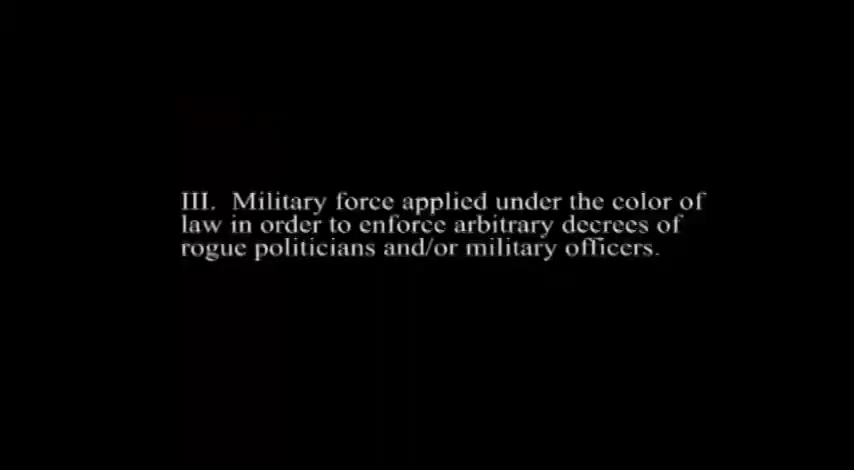 III.  Military force applied under the color of
law in order to enforce arbitrary decrees of
rogue politicians and/or military officers.